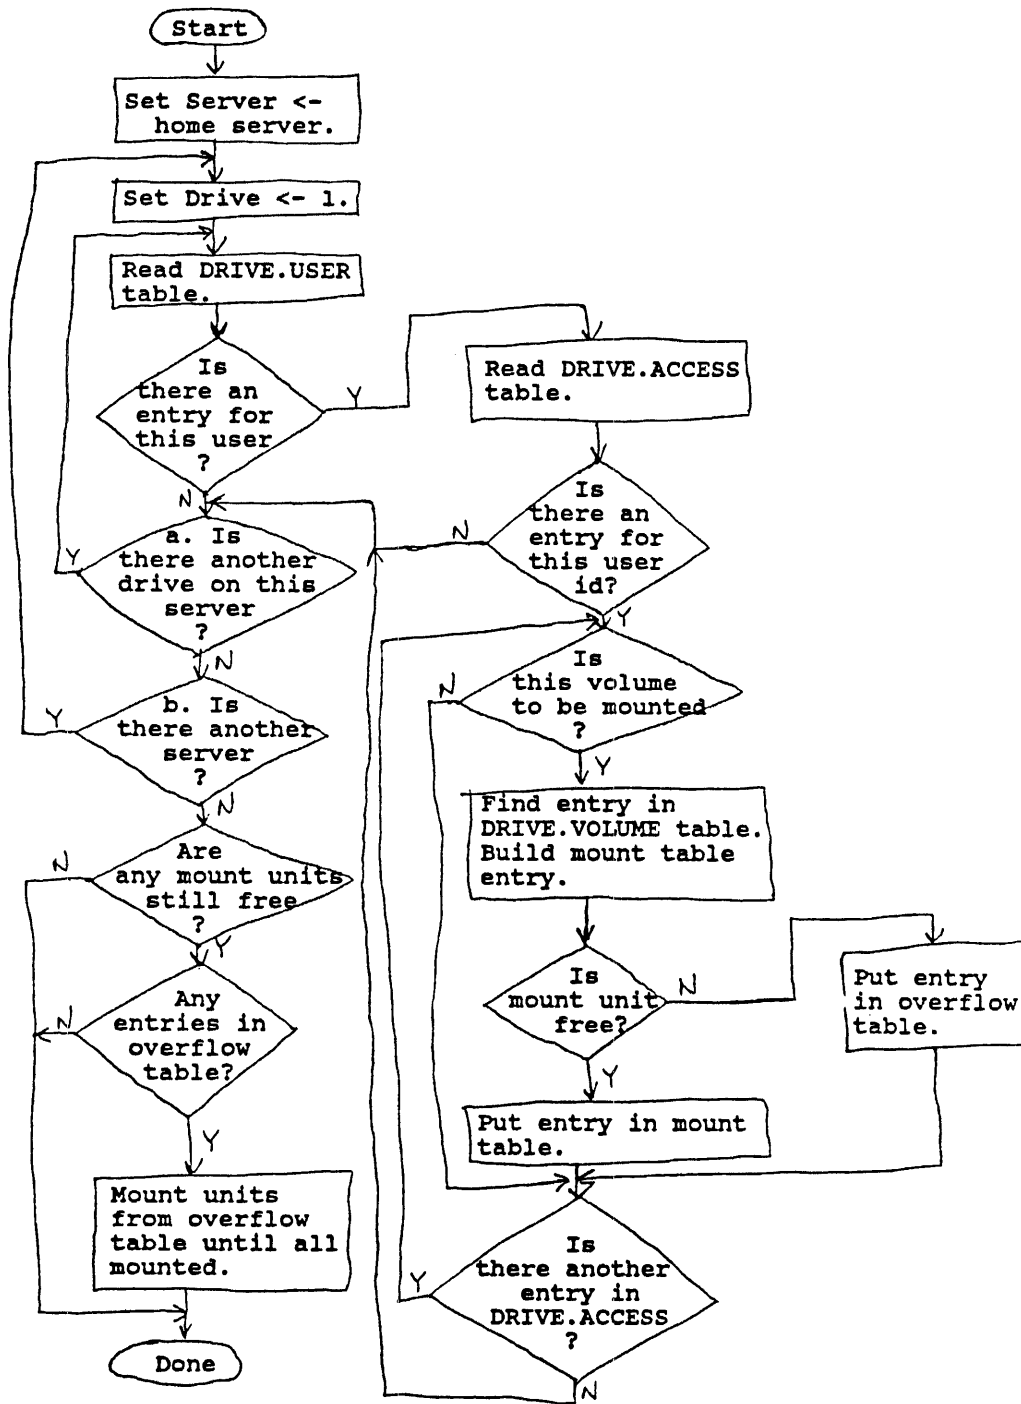 Start
Set Server <-
home server.
Set Drive <- 1.
Read DRIVE.USER
table.
Is
there an
entry for
this user
?
Y
N
a. Is
there another
drive on this
server
?
Y
N
b. Is
there another
server
?
Y
N
Are
any mount units
still free
?
N
Y
Any
entries in
overflow
table?
N
Y
Mount units
from overflow
table until all
mounted.
Done
Read DRIVE.ACCESS
table.
Is
there an
entry for
this user
id?
N
Y
Is
this volume
to be mounted
?
N
Y
Find entry in
DRIVE.VOLUME table.
Build mount table
entry.
Is
mount unit
free?
N
Y
Put entry
in overflow
table.
Put entry in mount
table.
Is
there another
entry in
DRIVE.ACCESS
?
Y
N